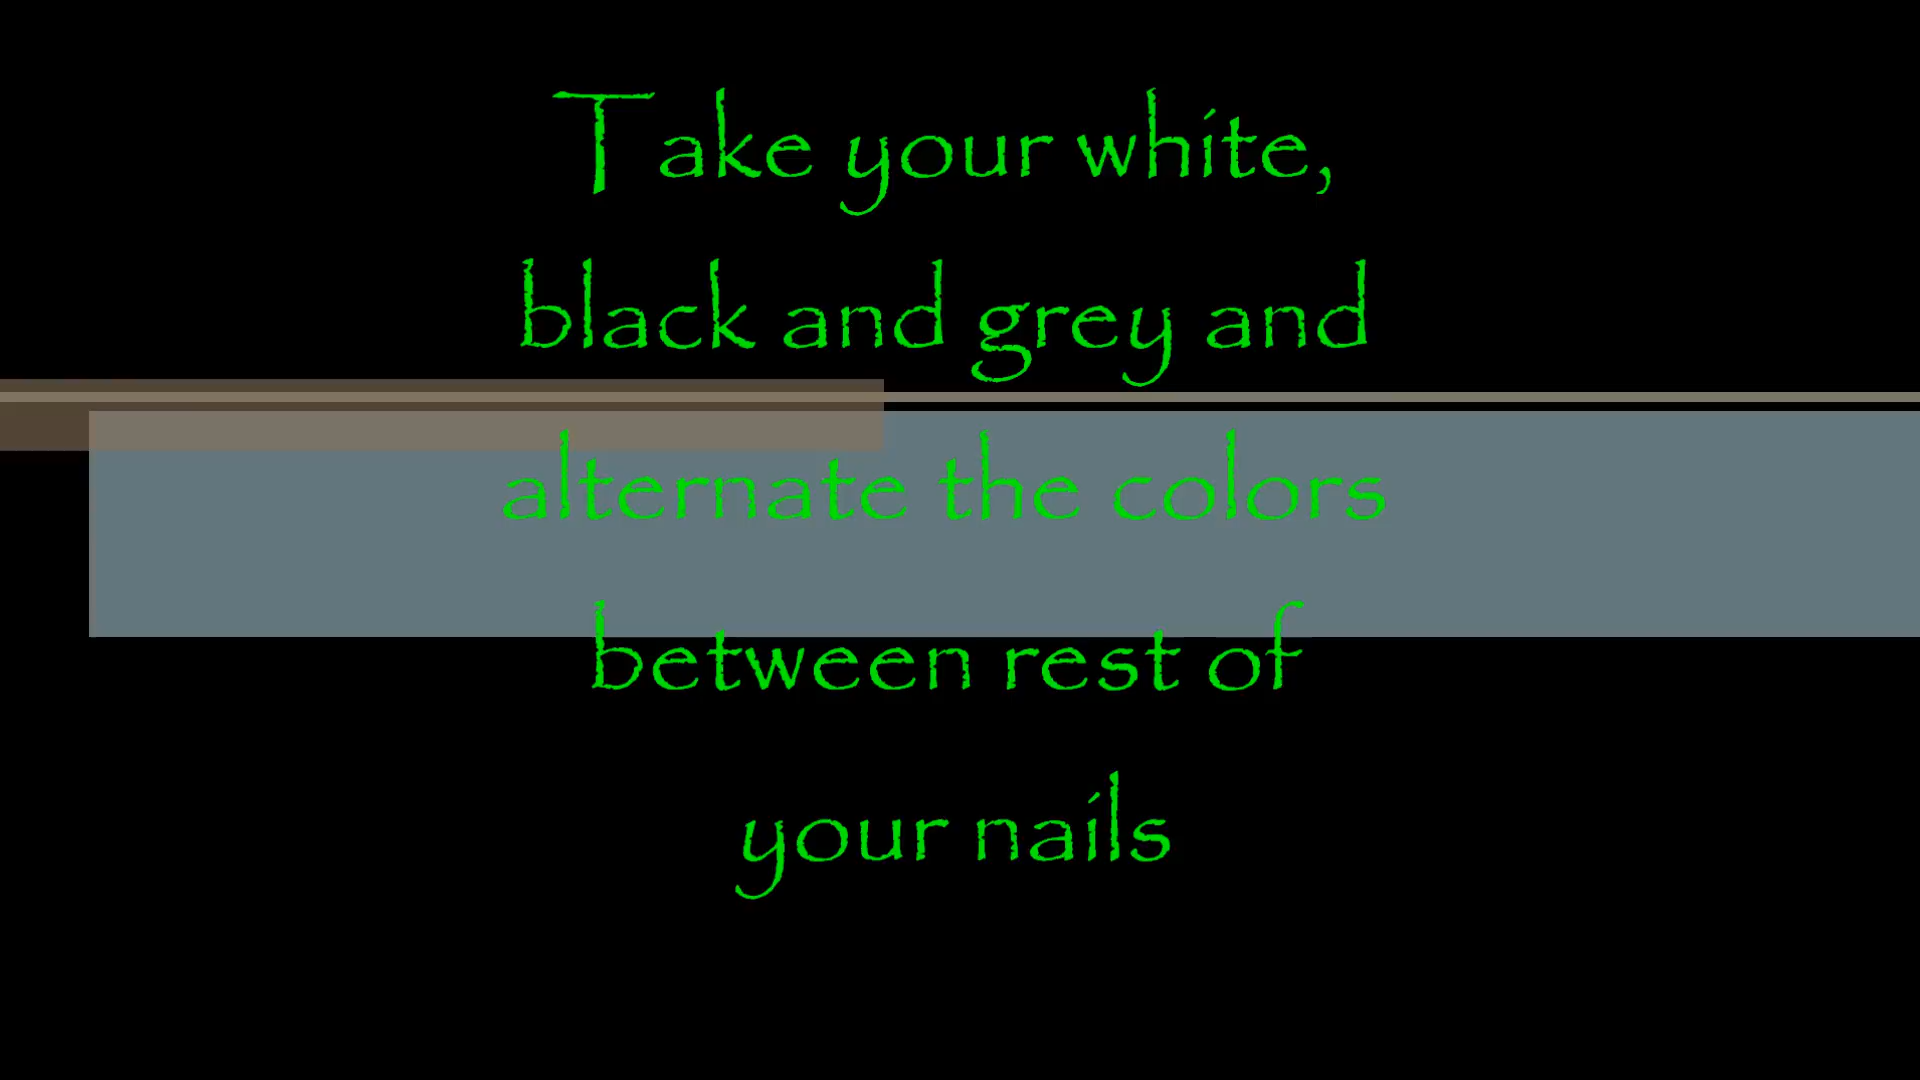 Take your white,
black and grey and
alternate the colors
between rest of
your nails